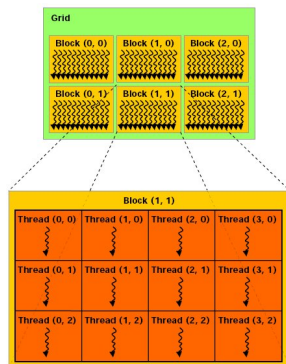 Grid
Block (0, 0) Block (1, 0) Block (2, 0)
Block (0, 1) Block (1, 1) Block (2, 1)
Block (1, 1)
Thread (0, 0) Thread (1, 0) Thread (2, 0) Thread (3, 0)
Thread (0, 1) Thread (1, 1) Thread (2, 1) Thread (3, 1)
Thread (0, 2) Thread (1, 2) Thread (2, 2) Thread (3, 2)